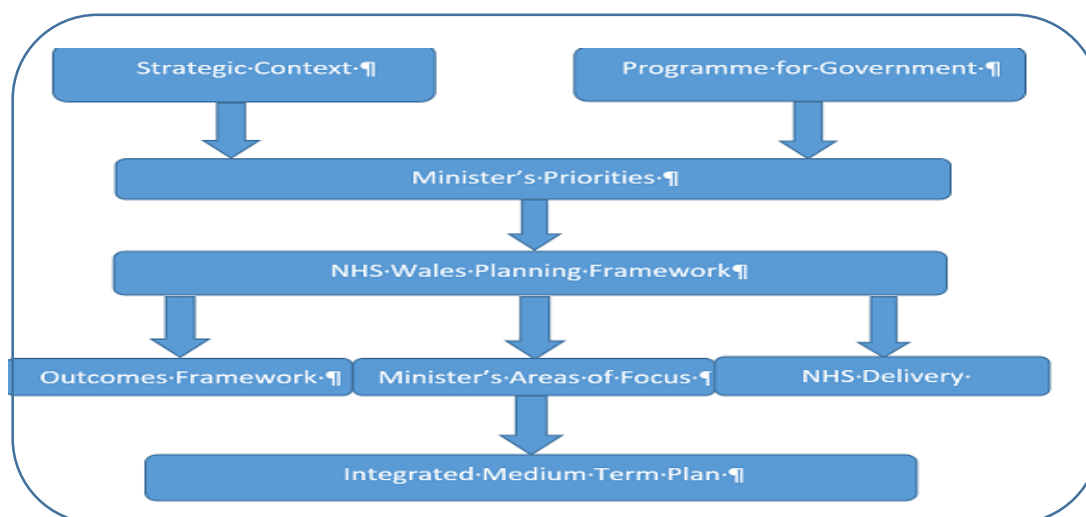 Strategic·Context·¶
Programme·for·Government·¶
Minister’s·Priorities·¶
NHS·Wales·Planning·Framework¶
Outcomes·Framework·¶
Minister’s·Areas·of·Focus·¶
NHS·Delivery·
Integrated·Medium·Term·Plan·¶